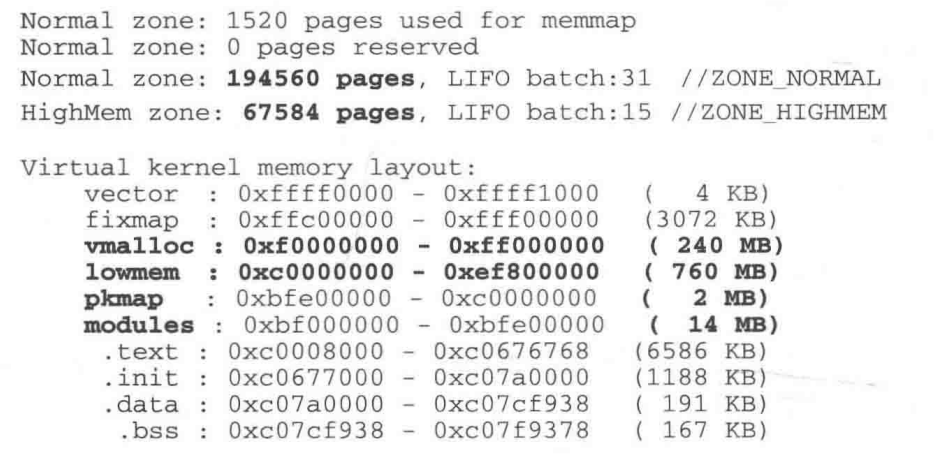 Normal zone: 1520 pages used for memmap
Normal zone: 0 pages reserved
Normal zone: 194560 pages, LIFO batch:31  //ZONE_NORMAL
HighMem zone: 67584 pages, LIFO batch:15 //ZONE_HIGHMEM

Virtual kernel memory layout:
    vector  : 0xffff0000 - 0xffff1000   (   4 KB)
    fixmap  : 0xffc00000 - 0xfff00000   (3072 KB)
    vmalloc : 0xf0000000 - 0xff000000   ( 240 MB)
    lowmem  : 0xc0000000 - 0xef800000   ( 760 MB)
    pkmap   : 0xbfe00000 - 0xc0000000   (   2 MB)
    modules : 0xbf000000 - 0xbfe00000   (  14 MB)
      .text : 0xc0008000 - 0xc0676768   (6586 KB)
      .init : 0xc0677000 - 0xc07a0000   (1188 KB)
      .data : 0xc07a0000 - 0xc07cf938   ( 191 KB)
       .bss : 0xc07cf938 - 0xc07f9378   ( 167 KB)